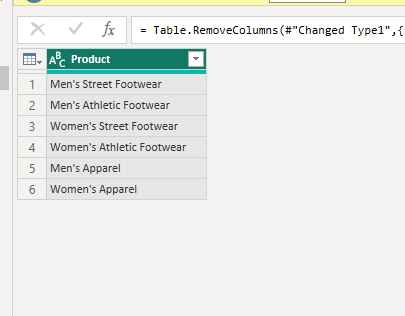 fx = Table.RemoveColumns(#"Changed Type1",{
ABC Product
1 Men's Street Footwear
2 Men's Athletic Footwear
3 Women's Street Footwear
4 Women's Athletic Footwear
5 Men's Apparel
6 Women's Apparel